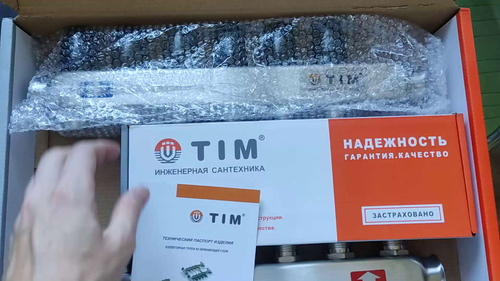 TIM
TIM®
ИНЖЕНЕРНАЯ САНТЕХНИКА
НАДЕЖНОСТЬ
ГАРАНТИЯ.КАЧЕСТВО
ЗАСТРАХОВАНО
TIM®
ТЕХНИЧЕСКИЙ ПАСПОРТ ИЗДЕЛИЯ